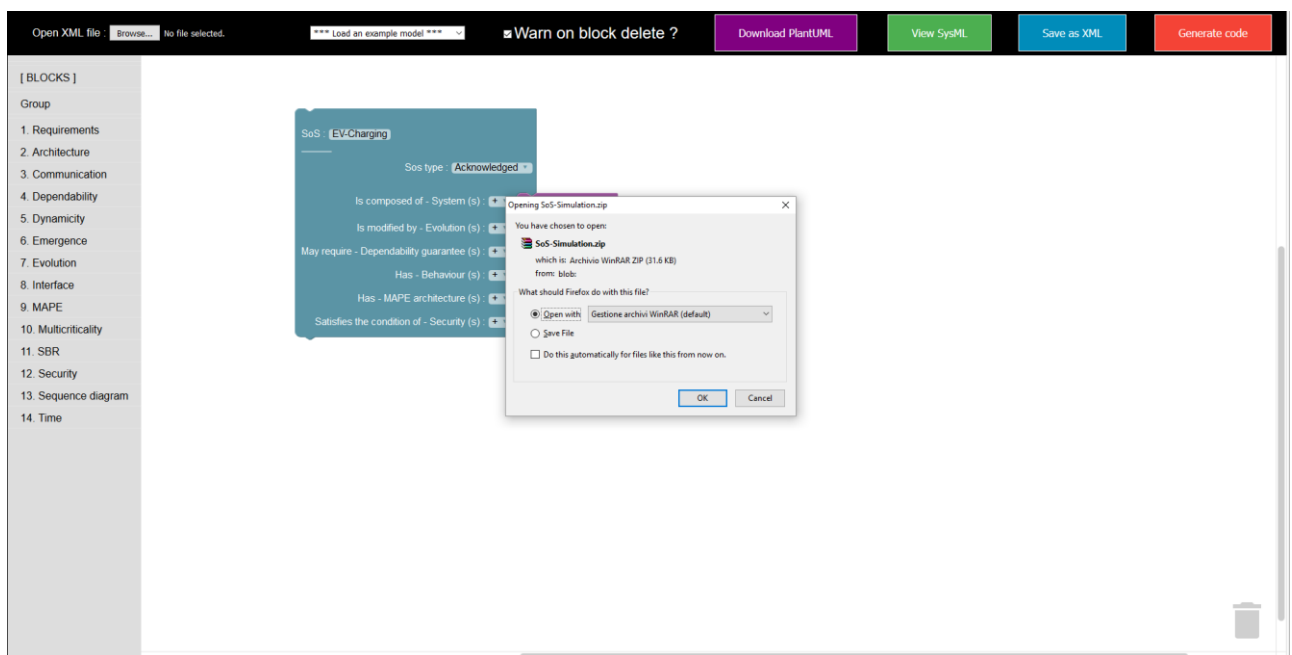 Open XML file : Browse... No file selected. *** Load an example model *** Warn on block delete ? Download PlantUML View SysML Save as XML Generate code
[ BLOCKS ]
Group
1. Requirements
2. Architecture
3. Communication
4. Dependability
5. Dynamicity
6. Emergence
7. Evolution
8. Interface
9. MAPE
10. Multicriticality
11. SBR
12. Security
13. Sequence diagram
14. Time
SoS : EV-Charging
Sos type : Acknowledged
Is composed of - System (s) : +
Is modified by - Evolution (s) : +
May require - Dependability guarantee (s) : +
Has - Behaviour (s) : +
Has - MAPE architecture (s) : +
Satisfies the condition of - Security (s) : +
Opening SoS-Simulation.zip
You have chosen to open:
SoS-Simulation.zip
which is: Archivio WinRAR ZIP (31.6 KB)
from: blob:
What should Firefox do with this file?
Open with Gestione archivi WinRAR (default)
Save File
Do this automatically for files like this from now on.
OK Cancel